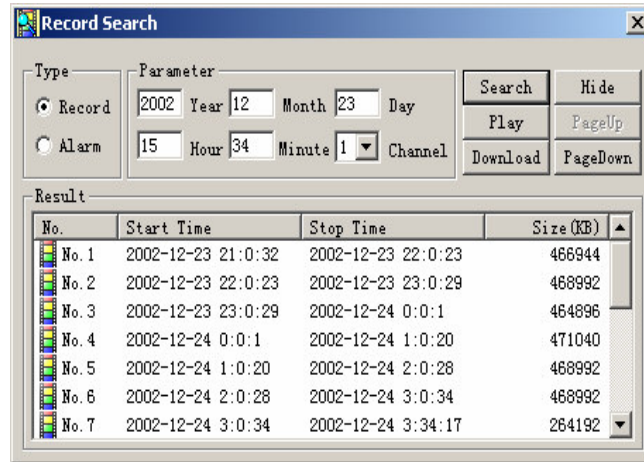 Record Search
Type
Record
Alarm
Parameter
2002 Year 12 Month 23 Day
15 Hour 34 Minute 1 Channel
Search Hide
Play PageUp
Download PageDown
Result
No. Start Time Stop Time Size(KB)
No.1 2002-12-23 21:0:32 2002-12-23 22:0:23 466944
No.2 2002-12-23 22:0:23 2002-12-23 23:0:29 468992
No.3 2002-12-23 23:0:29 2002-12-24 0:0:1 464896
No.4 2002-12-24 0:0:1 2002-12-24 1:0:20 471040
No.5 2002-12-24 1:0:20 2002-12-24 2:0:28 468992
No.6 2002-12-24 2:0:28 2002-12-24 3:0:34 468992
No.7 2002-12-24 3:0:34 2002-12-24 3:34:17 264192